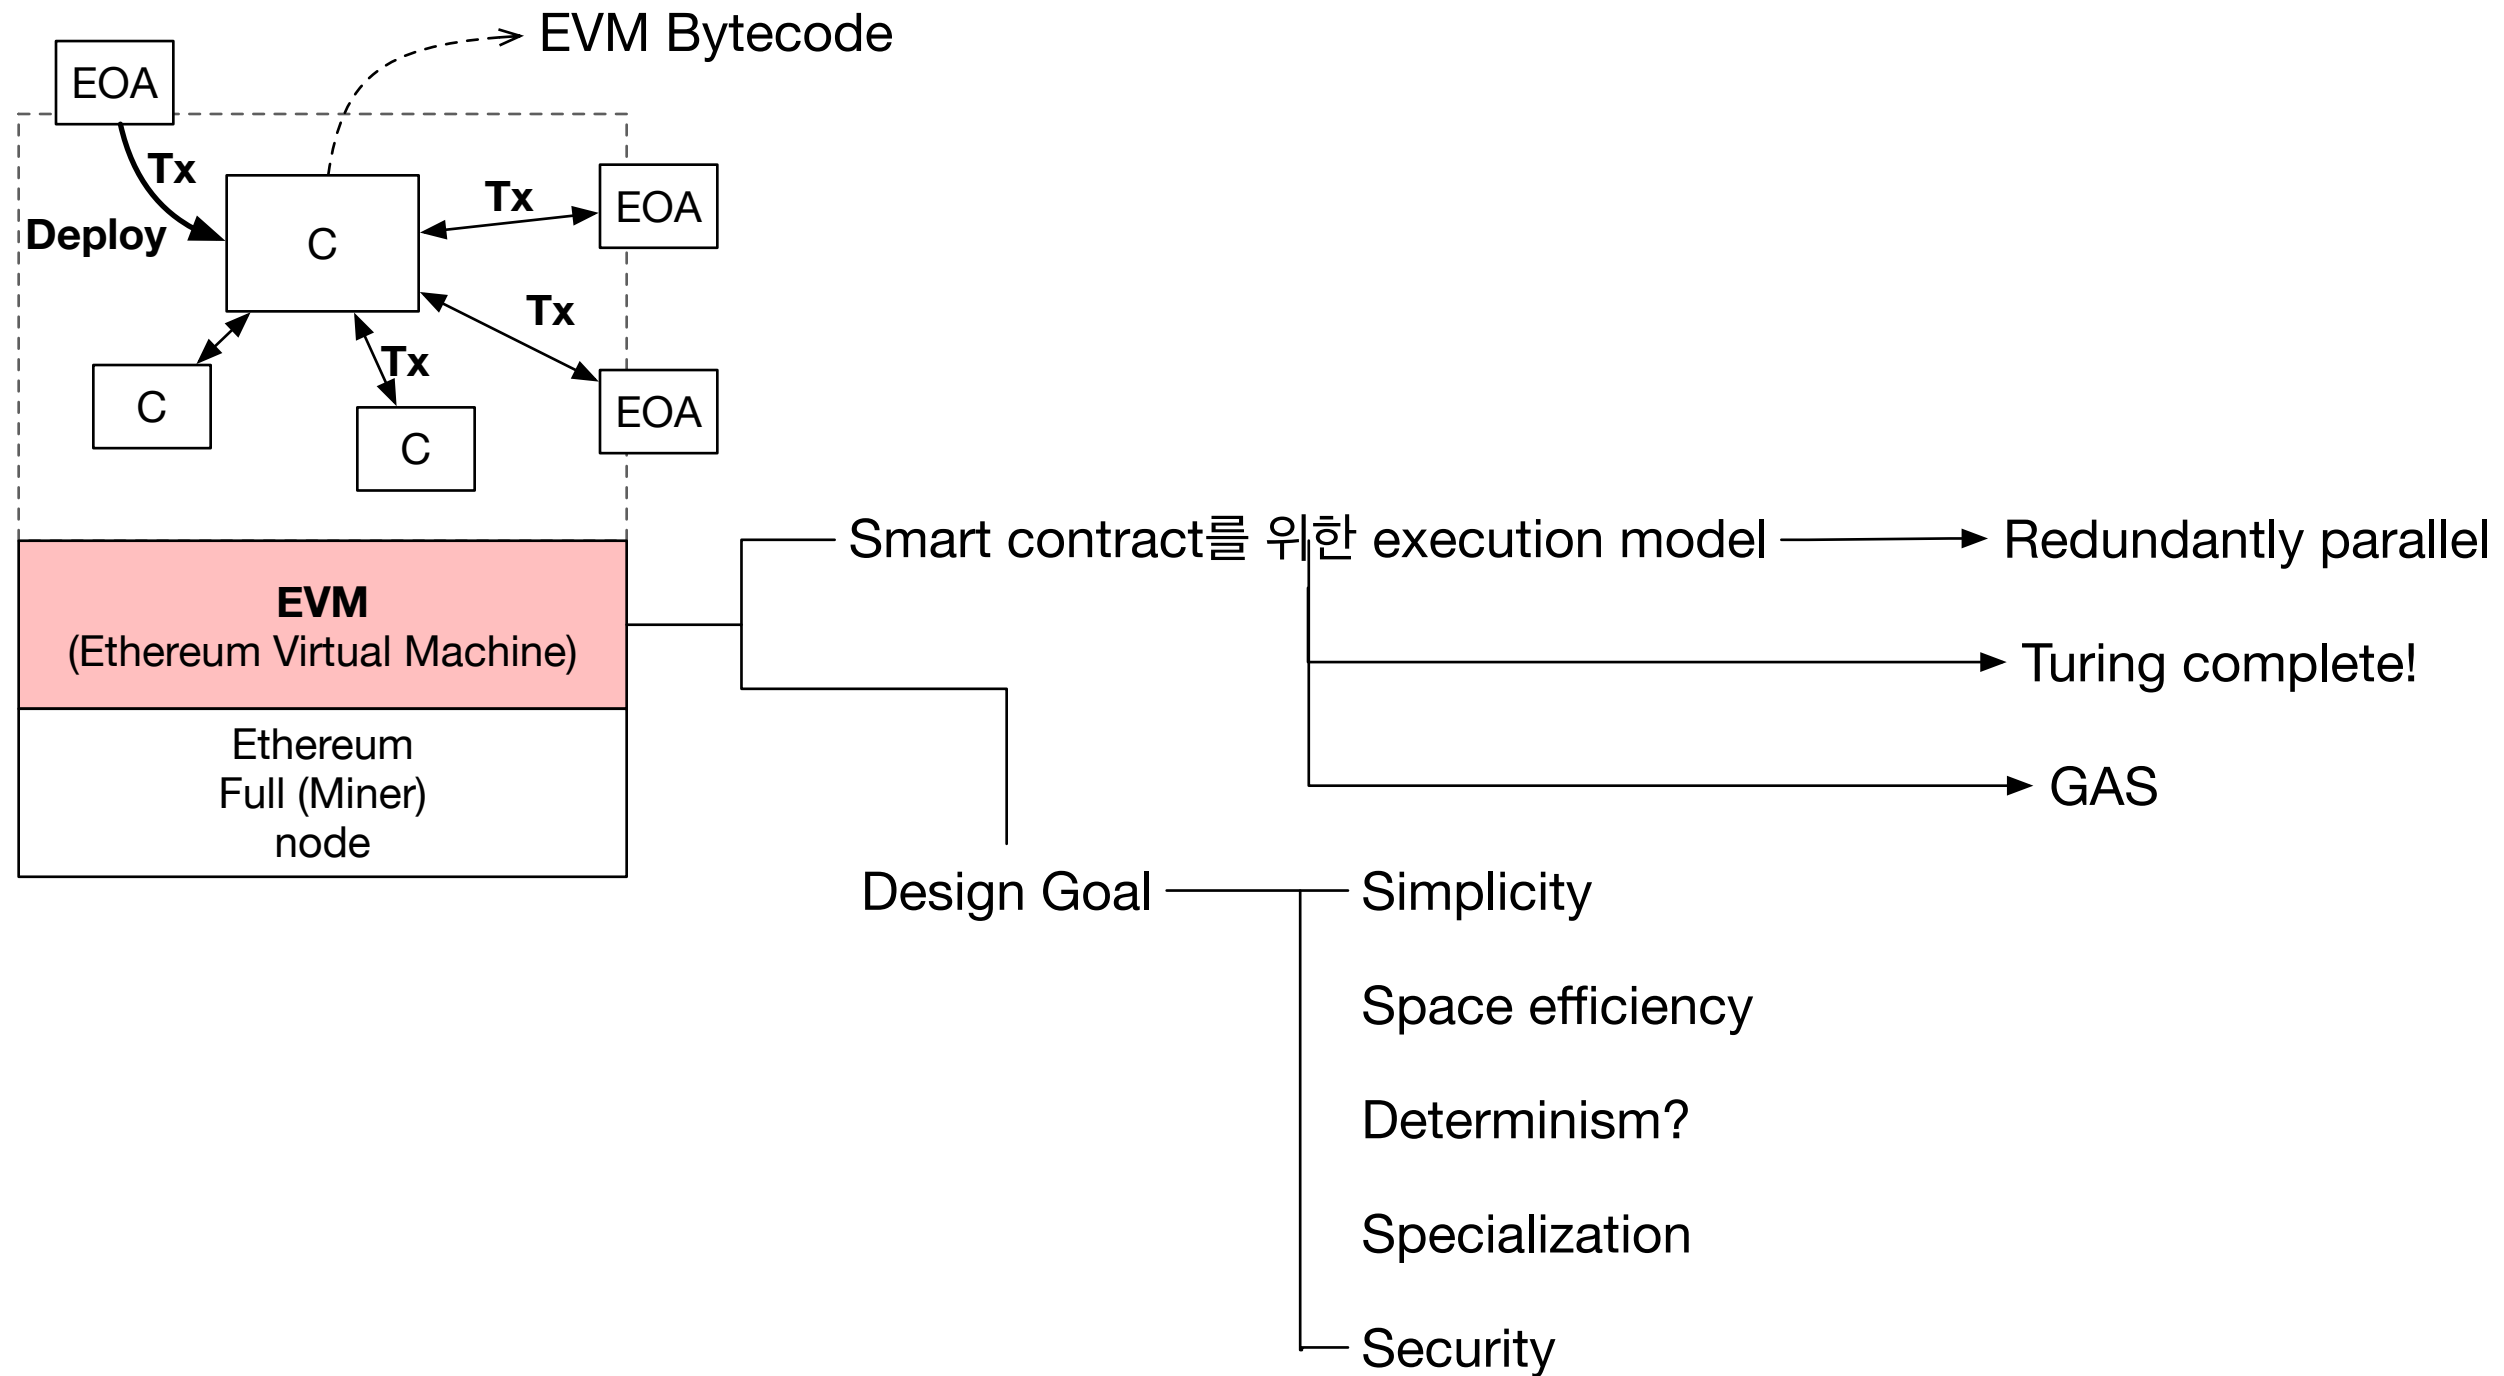 EVM Bytecode
EOA
Tx
Deploy
C
Tx
EOA
Tx
EOA
Tx
C
C
EVM
(Ethereum Virtual Machine)
Ethereum
Full (Miner)
node
Smart contract를 위한 execution model
Redundantly parallel
Turing complete!
GAS
Design Goal
Simplicity
Space efficiency
Determinism?
Specialization
Security